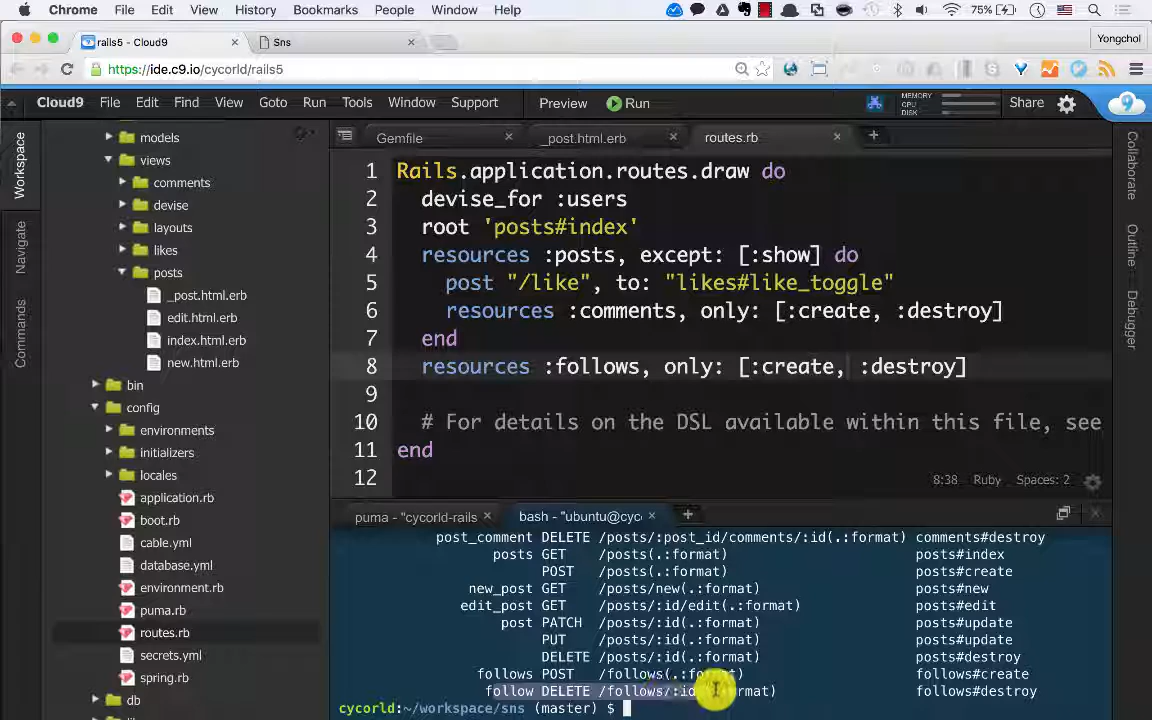 Chrome File Edit View History Bookmarks People Window Help 75%
rails5 - Cloud9
Sns
Yongchol
https://ide.c9.io/cycorld/rails5
Cloud9 File Edit Find View Goto Run Tools Window Support Preview Run MEMORY CPU DISK Share
Workspace
Navigate
Commands
models
views
comments
devise
layouts
likes
posts
_post.html.erb
edit.html.erb
index.html.erb
new.html.erb
bin
config
environments
initializers
locales
application.rb
boot.rb
cable.yml
database.yml
environment.rb
puma.rb
routes.rb
secrets.yml
spring.rb
db
Gemfile _post.html.erb routes.rb
1 Rails.application.routes.draw do
2 devise_for :users
3 root 'posts#index'
4 resources :posts, except: [:show] do
5 post "/like", to: "likes#like_toggle"
6 resources :comments, only: [:create, :destroy]
7 end
8 resources :follows, only: [:create, :destroy]
9
10 # For details on the DSL available within this file, see
11 end
12
8:38 Ruby Spaces: 2
puma - "cycorld-rails bash - "ubuntu@cyc
post_comment DELETE /posts/:post_id/comments/:id(.:format) comments#destroy
posts GET /posts(.:format) posts#index
POST /posts(.:format) posts#create
new_post GET /posts/new(.:format) posts#new
edit_post GET /posts/:id/edit(.:format) posts#edit
post PATCH /posts/:id(.:format) posts#update
PUT /posts/:id(.:format) posts#update
DELETE /posts/:id(.:format) posts#destroy
follows POST /follows(.:format) follows#create
follow DELETE /follows/:id(.:format) follows#destroy
cycorld:~/workspace/sns (master) $
Collaborate
Outline
Debugger